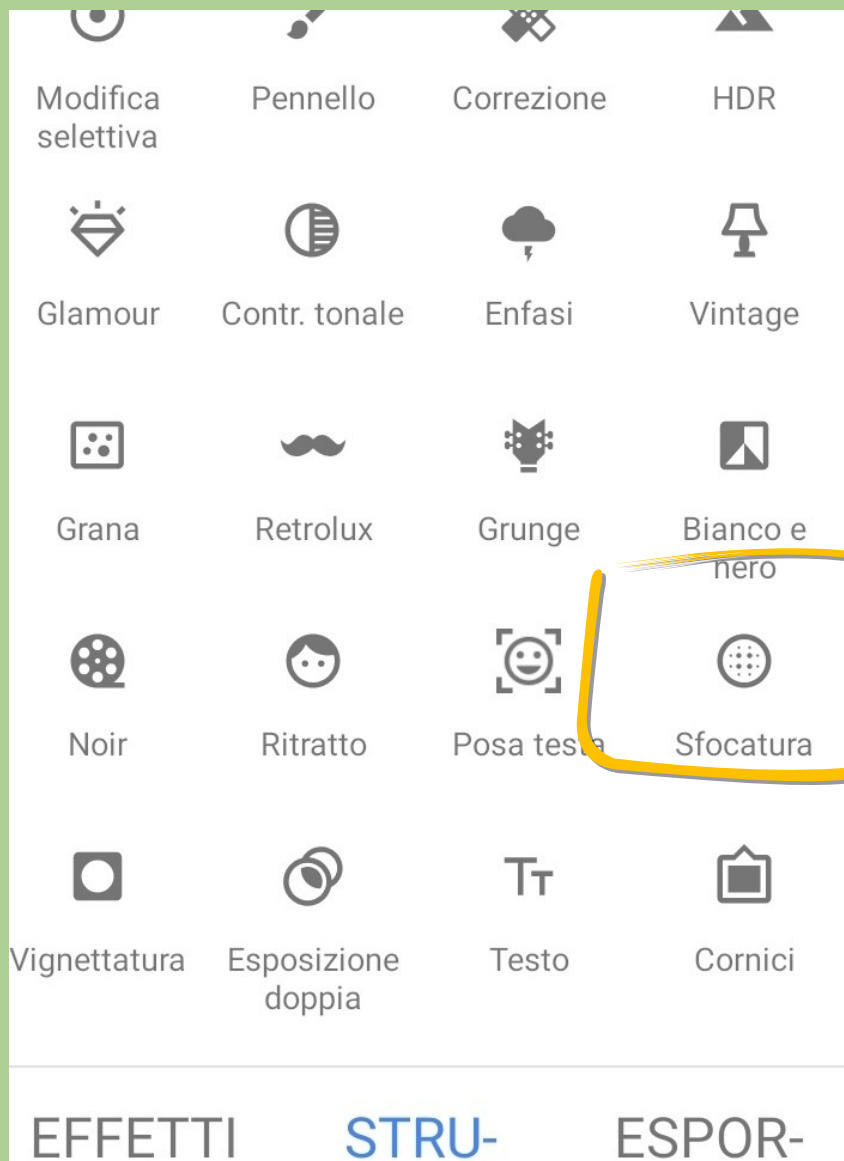 Modifica
selettiva
Pennello
Correzione
HDR
Glamour
Contr. tonale
Enfasi
Vintage
Grana
Retrolux
Grunge
Bianco e
nero
Noir
Ritratto
Posa testa
Sfocatura
Vignettatura
Esposizione
doppia
Testo
Cornici
EFFETTI
STRU-
ESPOR-